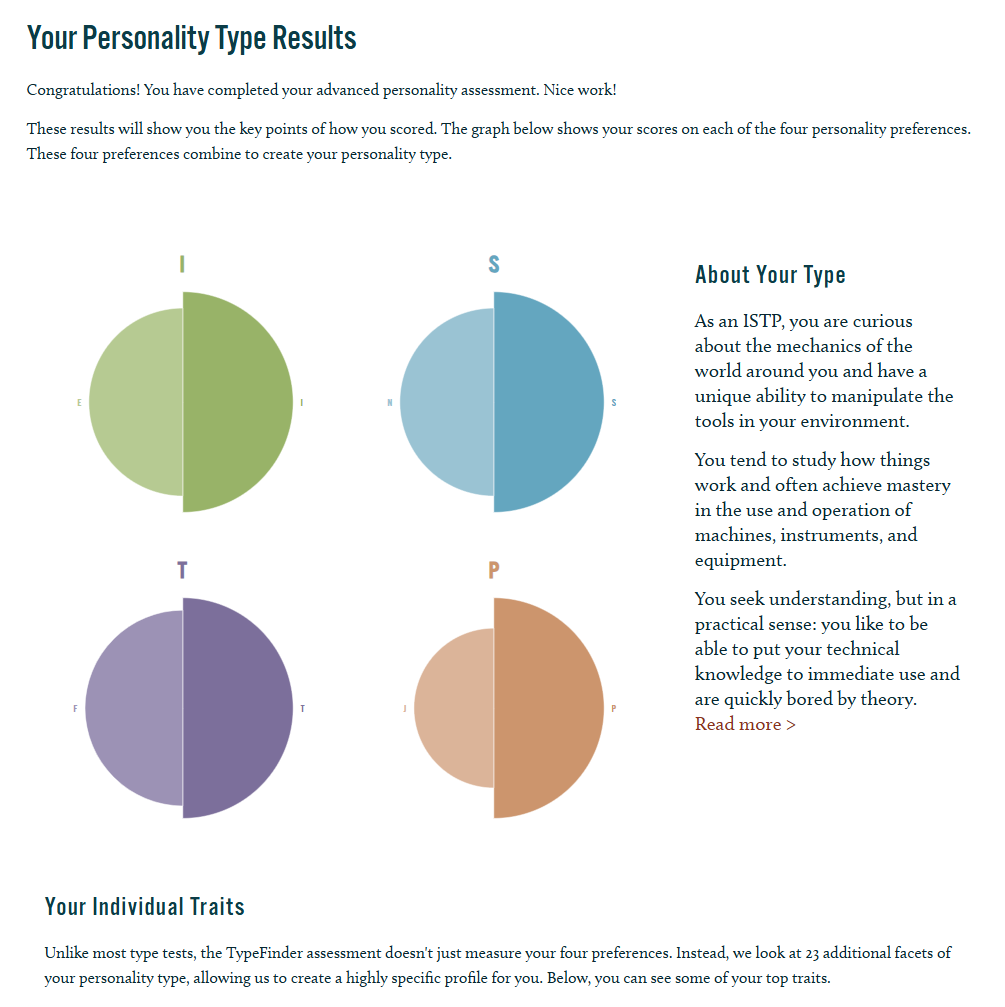 Your Personality Type Results
Congratulations! You have completed your advanced personality assessment. Nice work!
These results will show you the key points of how you scored. The graph below shows your scores on each of the four personality preferences.
These four preferences combine to create your personality type.
I
E
I
S
N
S
T
F
T
P
J
P
About Your Type
As an ISTP, you are curious
about the mechanics of the
world around you and have a
unique ability to manipulate the
tools in your environment.
You tend to study how things
work and often achieve mastery
in the use and operation of
machines, instruments, and
equipment.
You seek understanding, but in a
practical sense: you like to be
able to put your technical
knowledge to immediate use and
are quickly bored by theory.
Read more >
Your Individual Traits
Unlike most type tests, the TypeFinder assessment doesn't just measure your four preferences. Instead, we look at 23 additional facets of
your personality type, allowing us to create a highly specific profile for you. Below, you can see some of your top traits.